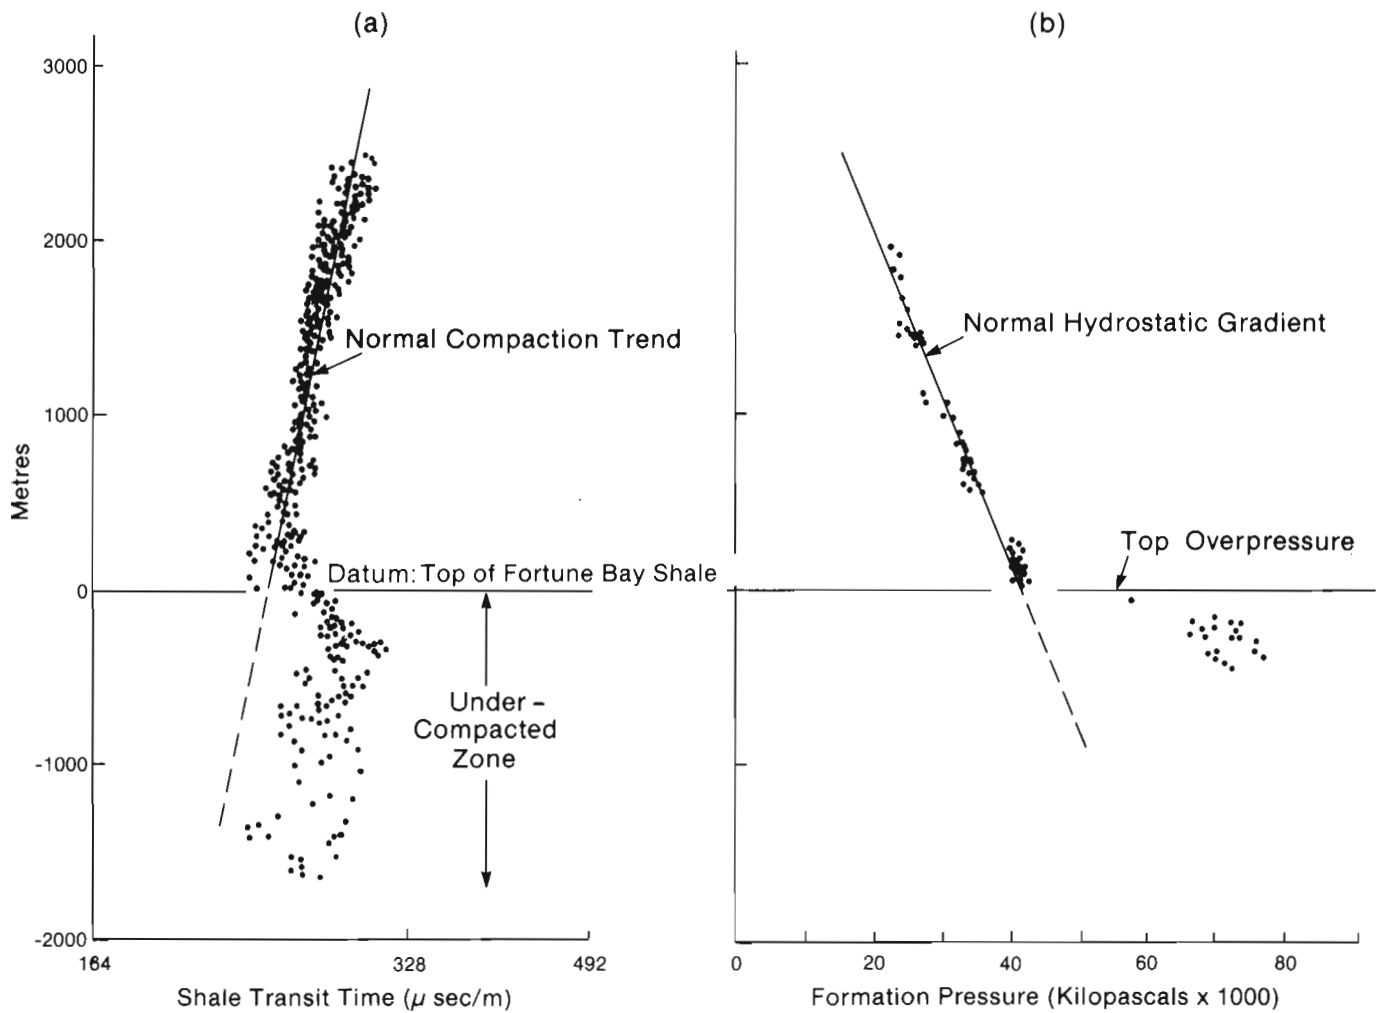 (a)
3000
2000
1000
0
-1000
-2000
Metres
Normal Compaction Trend
Datum: Top of Fortune Bay Shale
Under-
Compacted
Zone
164
328
492
Shale Transit Time (μ sec/m)
(b)
Normal Hydrostatic Gradient
Top Overpressure
0
20
40
60
80
Formation Pressure (Kilopascals x 1000)